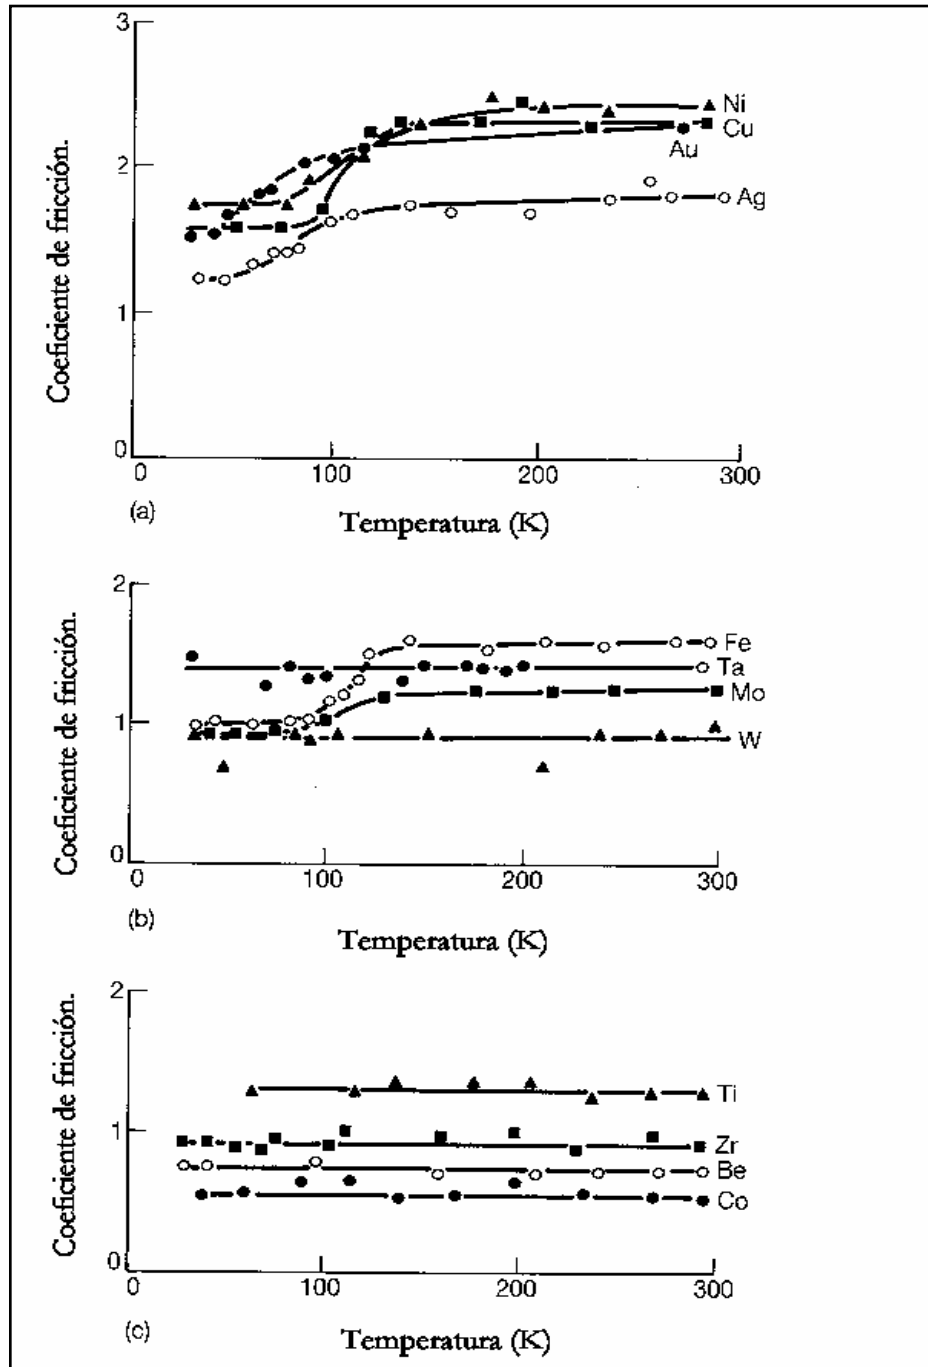 3
Ni
Cu
Au
2
Ag
1
0
Coeficiente de fricción.
0
100
200
300
(a)
Temperatura (K)
2
Fe
Ta
Mo
1
W
0
Coeficiente de fricción.
0
100
200
300
(b)
Temperatura (K)
2
Ti
1
Zr
Be
Co
0
Coeficiente de fricción.
0
100
200
300
(c)
Temperatura (K)